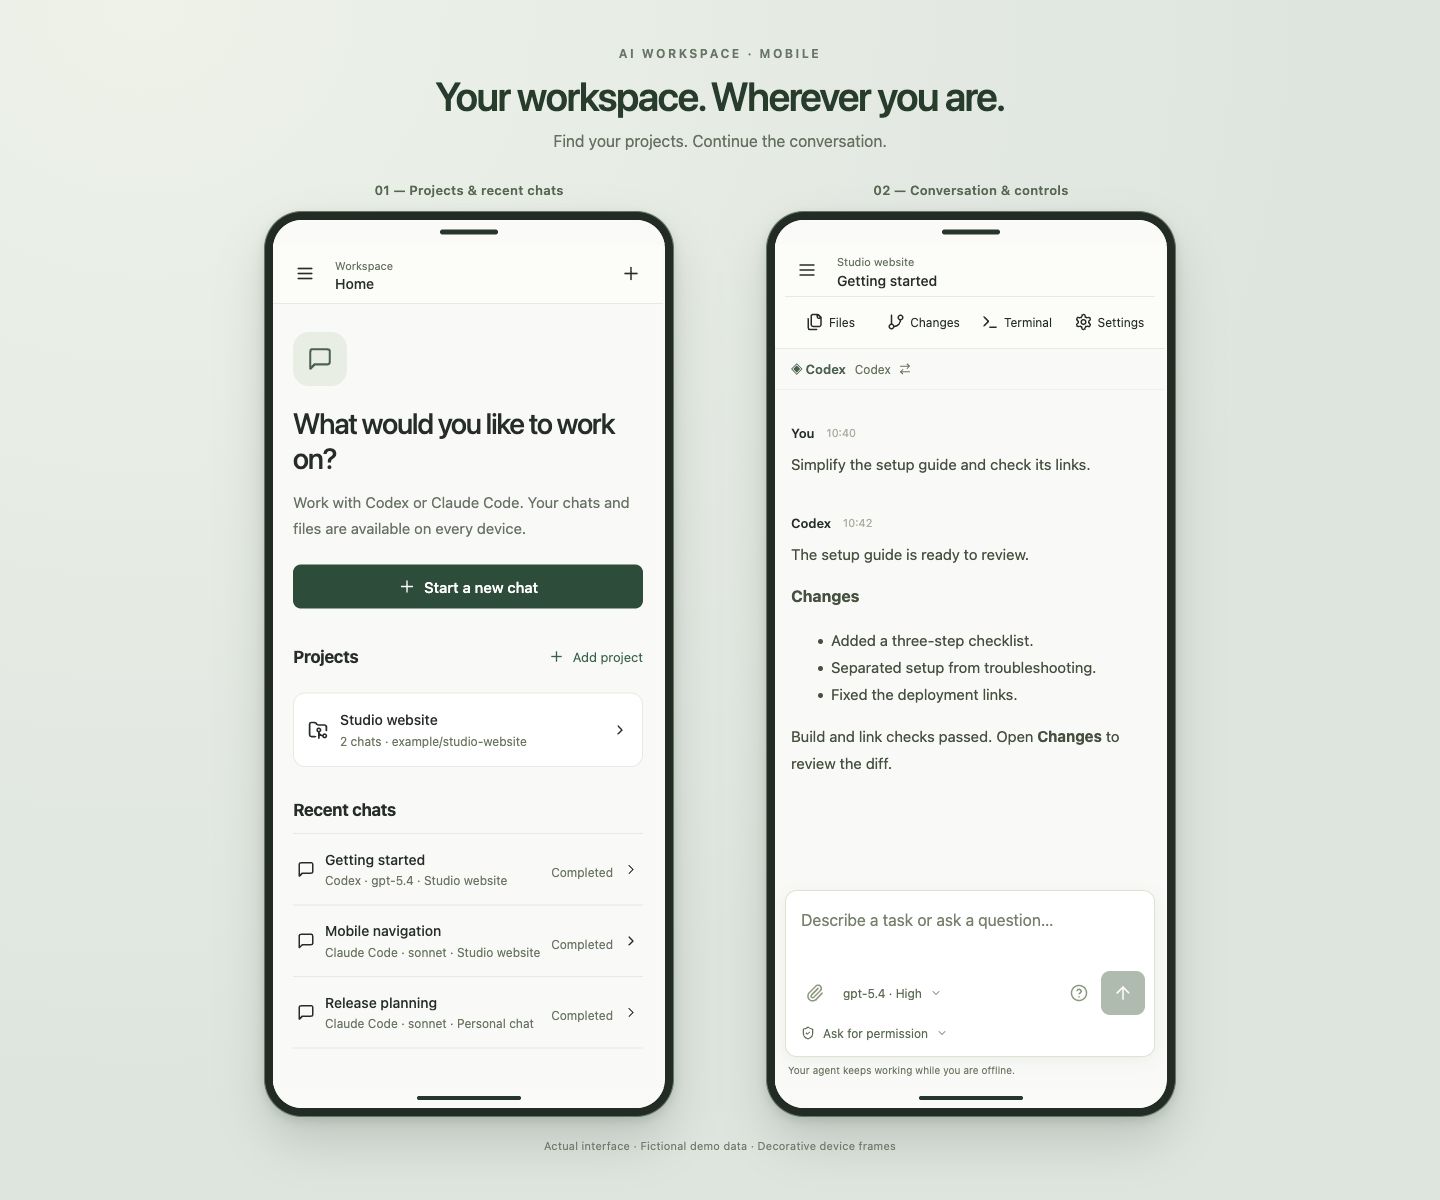 AI WORKSPACE · MOBILE
Your workspace. Wherever you are.
Find your projects. Continue the conversation.
01 — Projects & recent chats
Workspace
Home
What would you like to work
on?
Work with Codex or Claude Code. Your chats and
files are available on every device.
Start a new chat
Projects
Add project
Studio website
2 chats · example/studio-website
Recent chats
Getting started
Codex · gpt-5.4 · Studio website
Completed
Mobile navigation
Claude Code · sonnet · Studio website
Completed
Release planning
Claude Code · sonnet · Personal chat
Completed
02 — Conversation & controls
Studio website
Getting started
Files Changes Terminal Settings
Codex Codex
You 10:40
Simplify the setup guide and check its links.
Codex 10:42
The setup guide is ready to review.
Changes
• Added a three-step checklist.
• Separated setup from troubleshooting.
• Fixed the deployment links.
Build and link checks passed. Open Changes to
review the diff.
Describe a task or ask a question...
gpt-5.4 · High
Ask for permission
Your agent keeps working while you are offline.
Actual interface · Fictional demo data · Decorative device frames